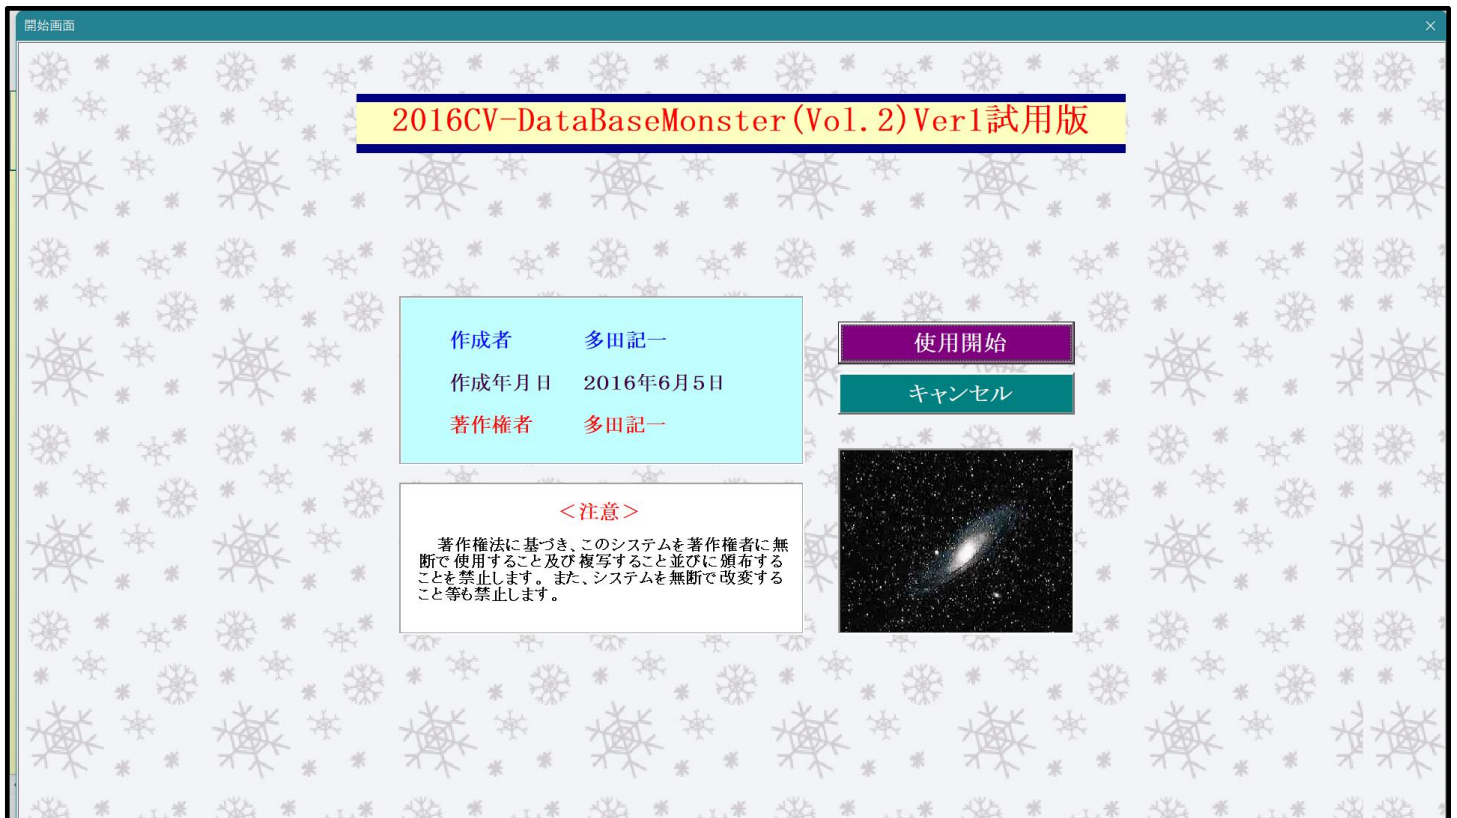 開始画面
2016CV-DataBaseMonster(Vol.2)Ver1試用版
作成者 多田記一
作成年月日 2016年6月5日
著作権者 多田記一
使用開始
キャンセル
＜注意＞
著作権法に基づき、このシステムを著作権者に無
断で使用すること及び複写すること並びに頒布する
ことを禁止します。また、システムを無断で改変する
こと等も禁止します。